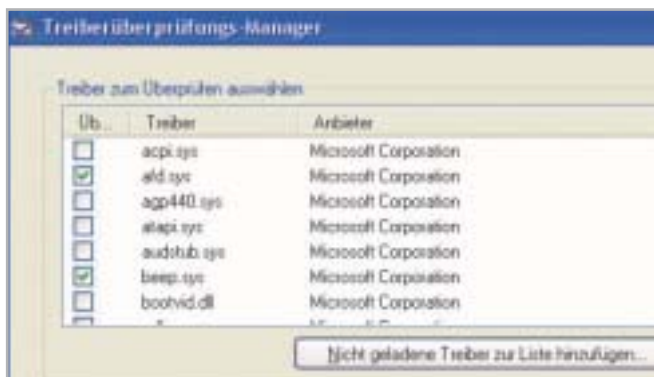 Treiberüberprüfungs-Manager
Treiber zum Überprüfen auswählen
Üb... Treiber Anbieter
acpi.sys Microsoft Corporation
afd.sys Microsoft Corporation
agp440.sys Microsoft Corporation
atapi.sys Microsoft Corporation
audstub.sys Microsoft Corporation
beep.sys Microsoft Corporation
bootvid.dll Microsoft Corporation
Nicht geladene Treiber zur Liste hinzufügen...